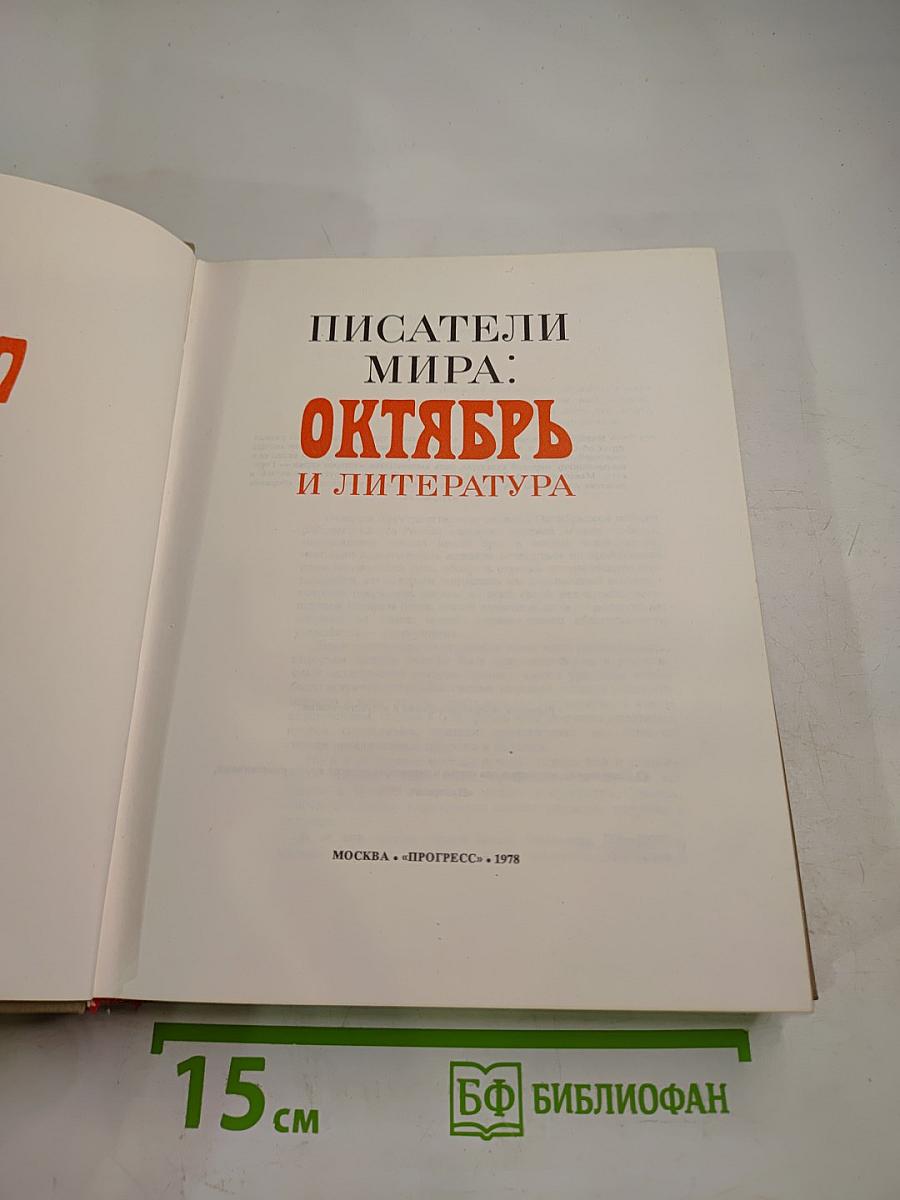 ПИСАТЕЛИ
МИРА:
ОКТЯБРЬ
И ЛИТЕРАТУРА
МОСКВА • «ПРОГРЕСС» • 1978
15 см
БФ БИБЛИОФАН